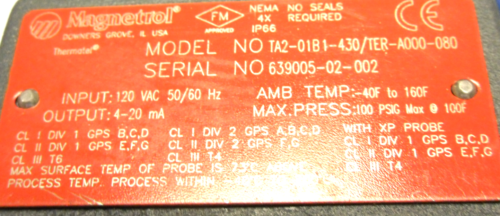 Magnetrol
DOWNERS GROVE, IL USA
Thermatel
FM
APPROVED
NEMA 4X IP66
NO SEALS REQUIRED
MODEL NO TA2-01B1-430/TER-A000-080
SERIAL NO 639005-02-002
INPUT: 120 VAC 50/60 Hz
AMB TEMP: -40F to 160F
OUTPUT: 4-20 mA
MAX.PRESS: 100 PSIG Max @ 100F
CL I DIV 1 GPS B,C,D
CL II DIV 1 GPS E,F,G
CL III T6
CL I DIV 2 GPS A,B,C,D
CL II DIV 2 GPS F,G
CL III T4
WITH XP PROBE
CL I DIV 1 GPS B,C,D
CL II DIV 1 GPS E,F,G
CL III T4
MAX SURFACE TEMP OF PROBE IS 75°C ABOVE
PROCESS TEMP. PROCESS WITHIN